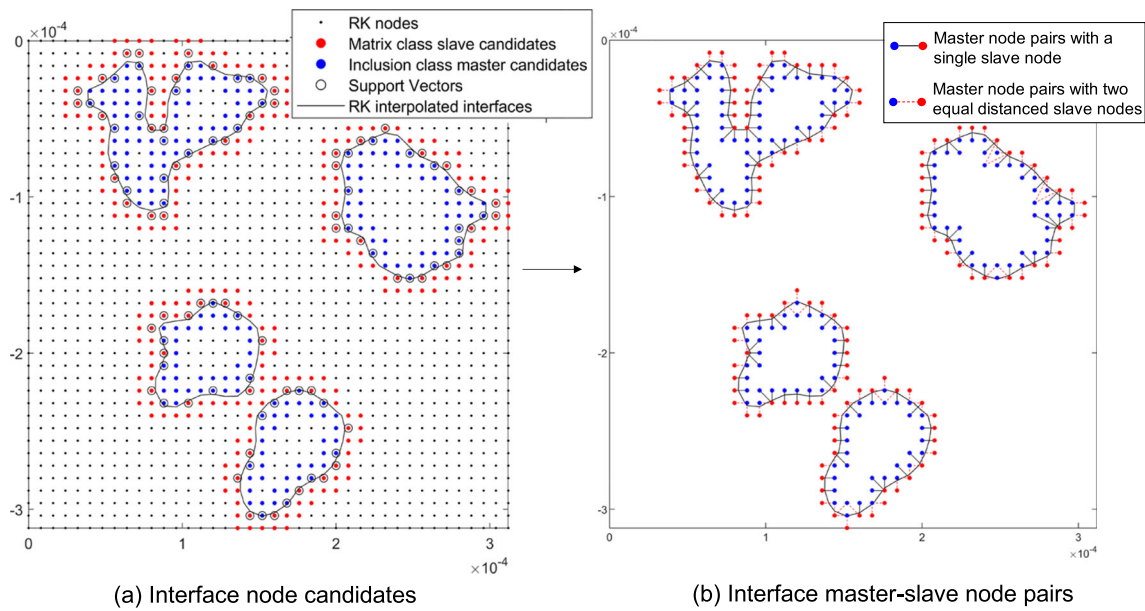 ×10⁻⁴
0
-1
-2
-3
0
1
2
3
×10⁻⁴
RK nodes
Matrix class slave candidates
Inclusion class master candidates
Support Vectors
RK interpolated interfaces
(a) Interface node candidates
×10⁻⁴
0
-1
-2
-3
1
2
3
×10⁻⁴
Master node pairs with a
single slave node
Master node pairs with two
equal distanced slave nodes
(b) Interface master-slave node pairs